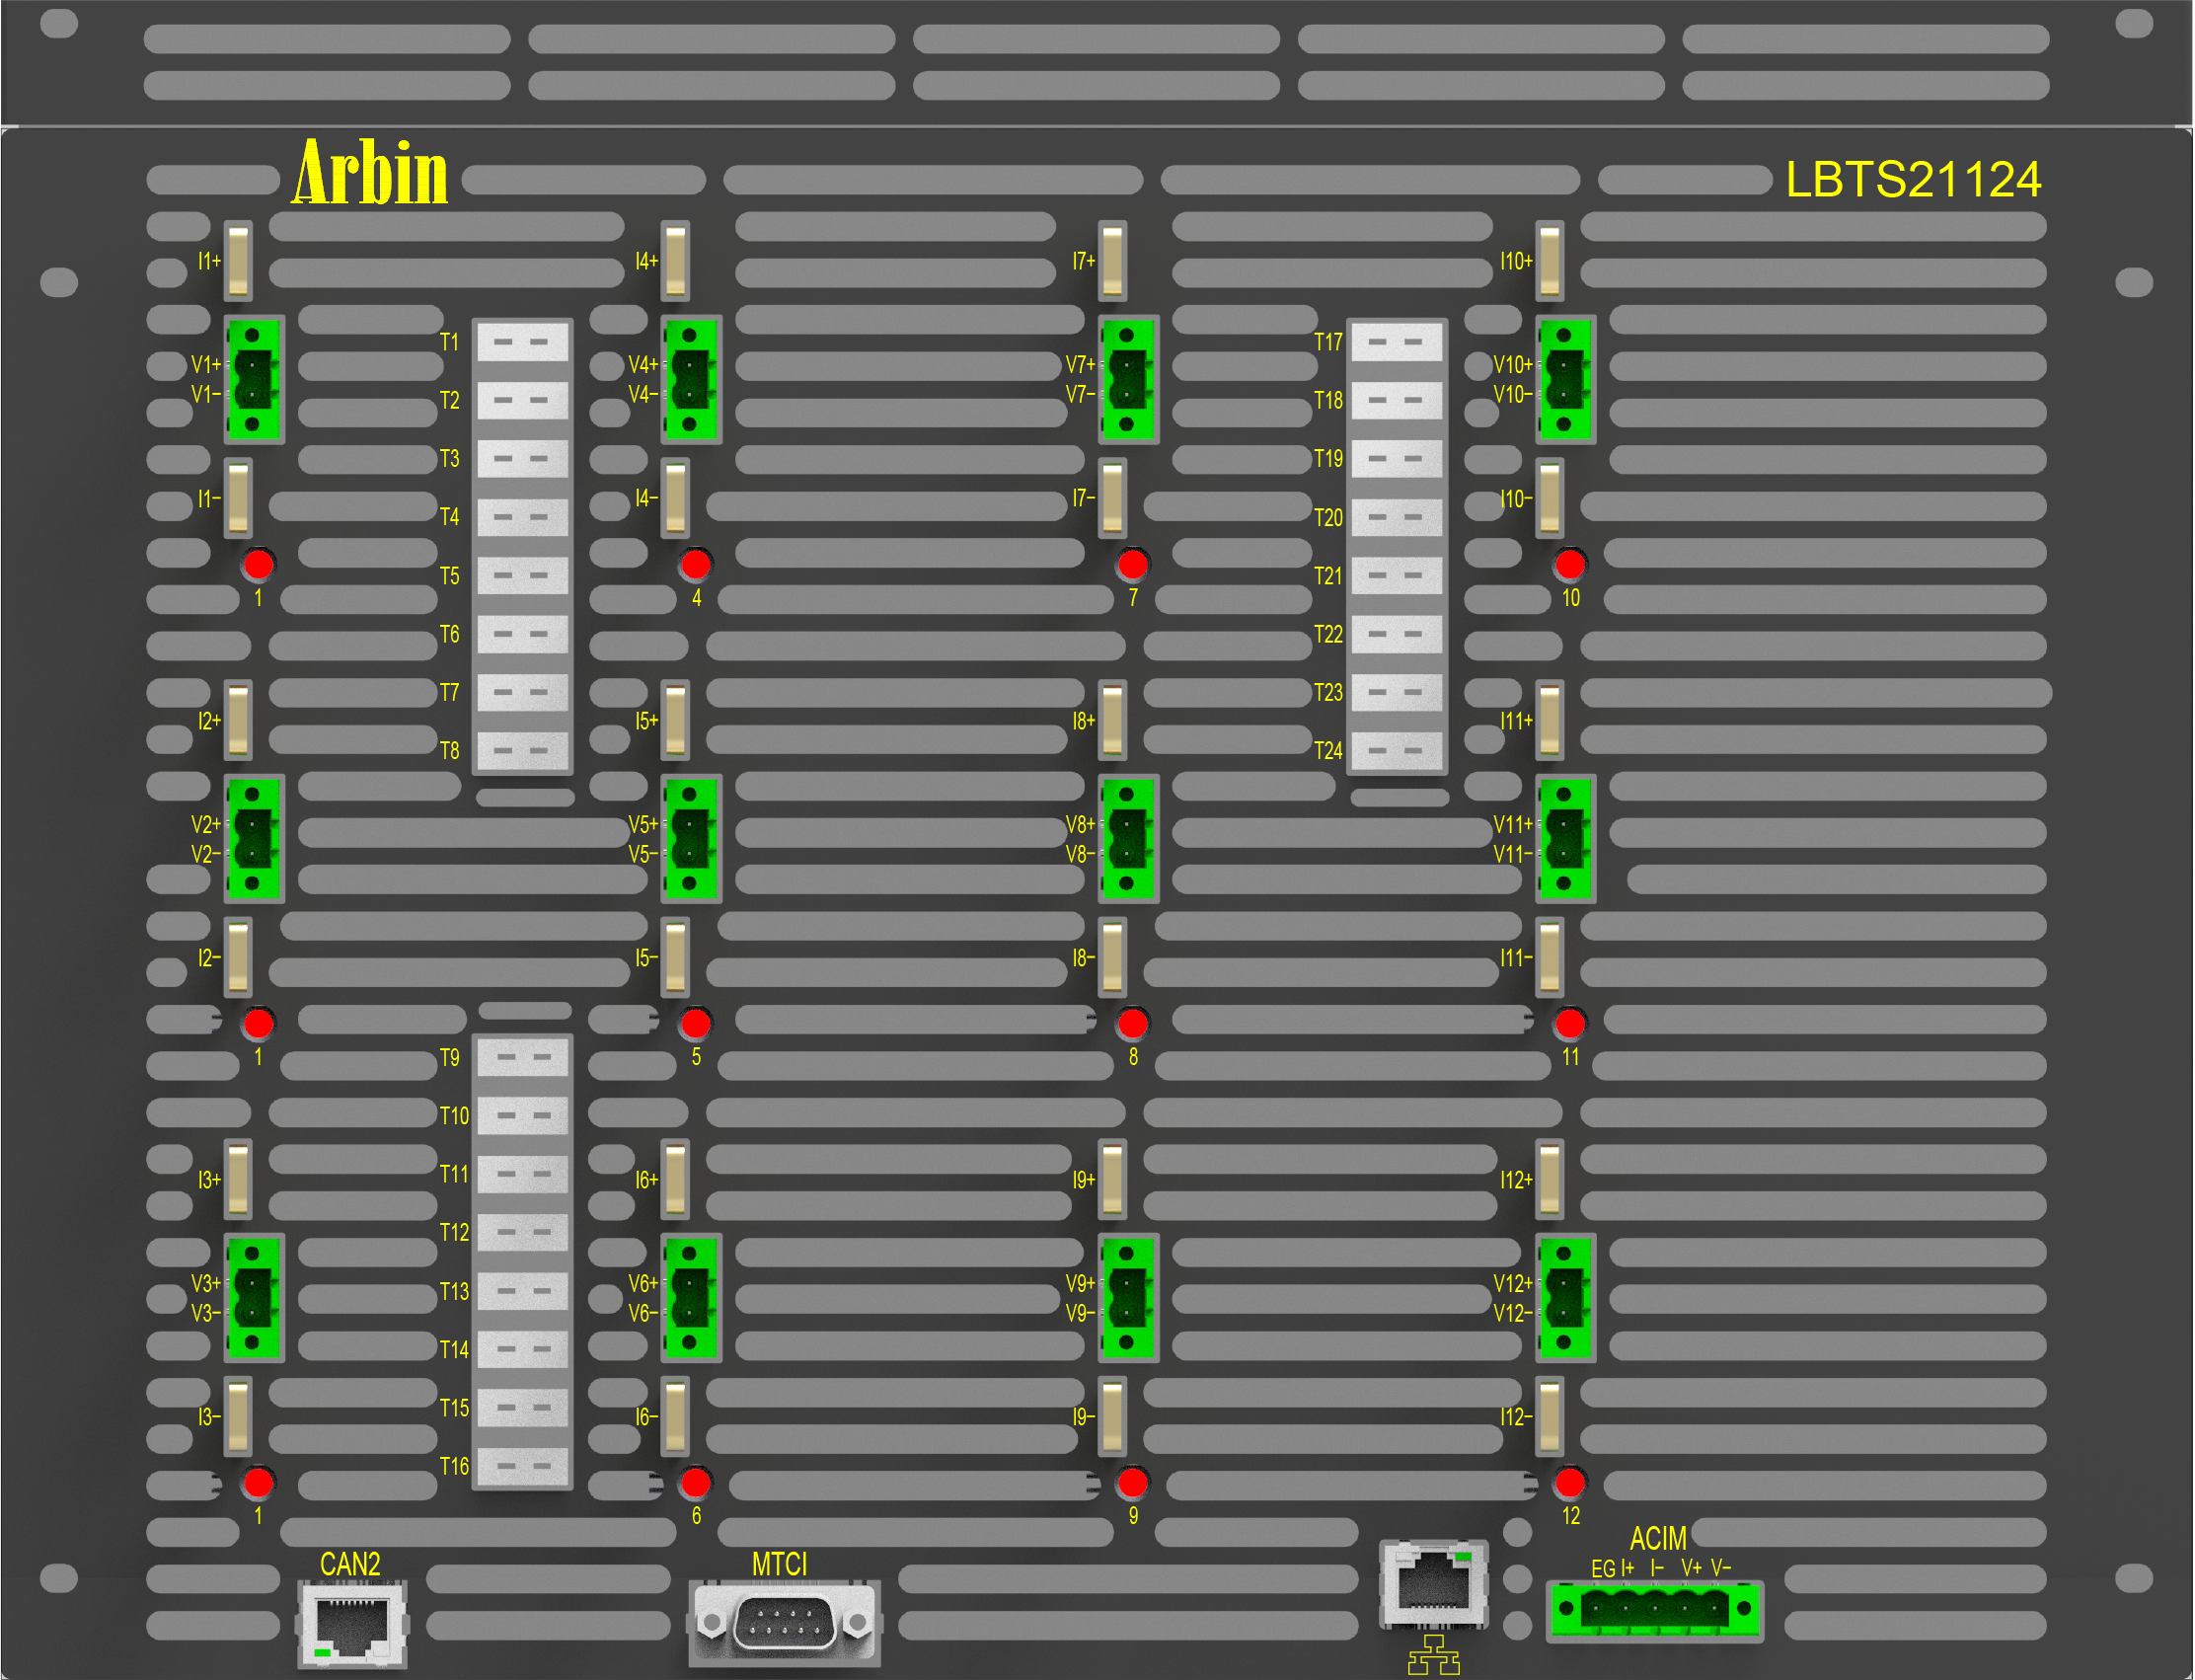 Arbin
LBTS21124
I1+ I4+ I7+ I10+
T1 T17
V1+ V4+ V7+ V10+
V1− V4− V7− V10−
T2 T18
T3 T19
I1− I4− I7− I10−
T4 T20
T5 T21
1 4 7 10
T6 T22
T7 T23
I2+ I5+ I8+ I11+
T8 T24
V2+ V5+ V8+ V11+
V2− V5− V8− V11−
I2− I5− I8− I11−
1 5 8 11
T9
T10
T11
I3+ I6+ I9+ I12+
T12
V3+ V6+ V9+ V12+
T13
V3− V6− V9− V12−
T14
T15
I3− I6− I9− I12−
T16
1 6 9 12
ACIM
CAN2 MTCI
EG I+ I− V+ V−